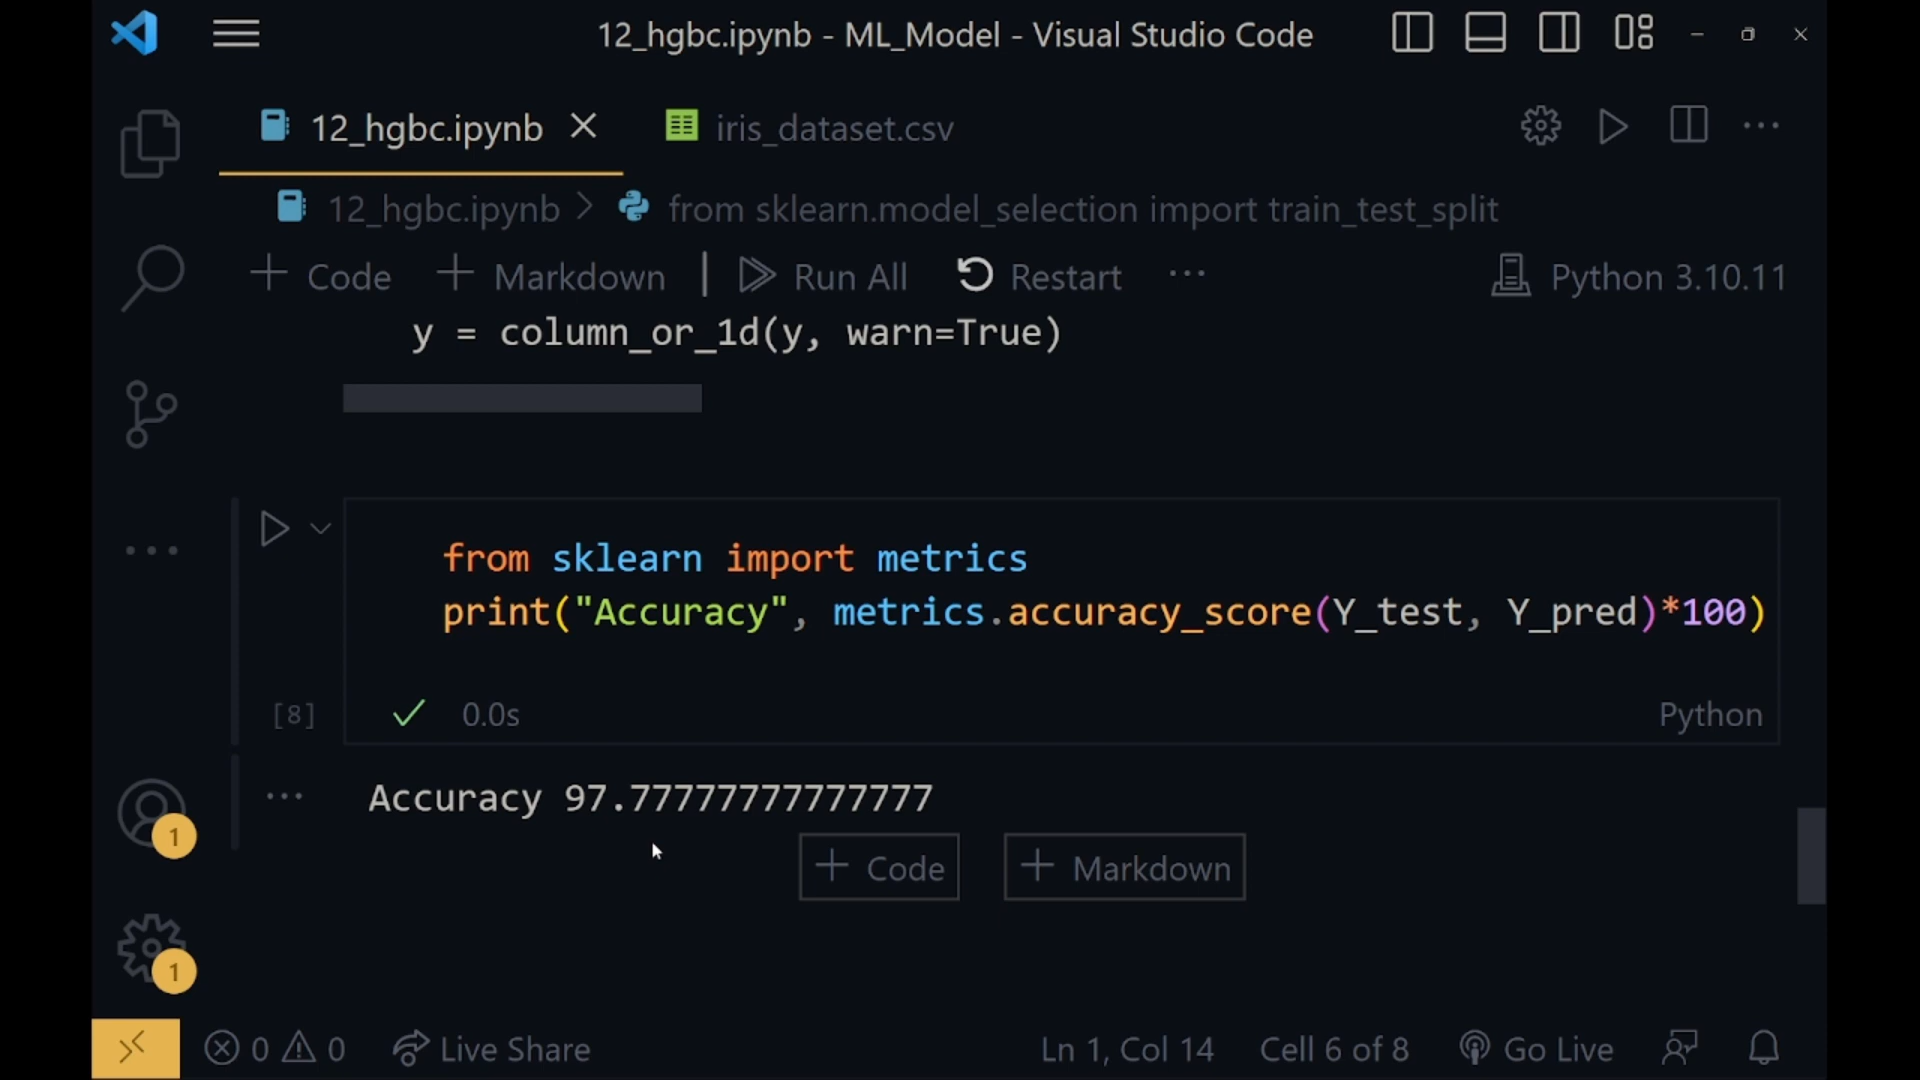 12_hgbc.ipynb - ML_Model - Visual Studio Code
12_hgbc.ipynb
iris_dataset.csv
12_hgbc.ipynb > from sklearn.model_selection import train_test_split
+ Code + Markdown | Run All Restart ... Python 3.10.11
y = column_or_1d(y, warn=True)
from sklearn import metrics
print("Accuracy", metrics.accuracy_score(Y_test, Y_pred)*100)
[8] 0.0s Python
Accuracy 97.77777777777777
+ Code + Markdown
1
1
0 0 Live Share Ln 1, Col 14 Cell 6 of 8 Go Live